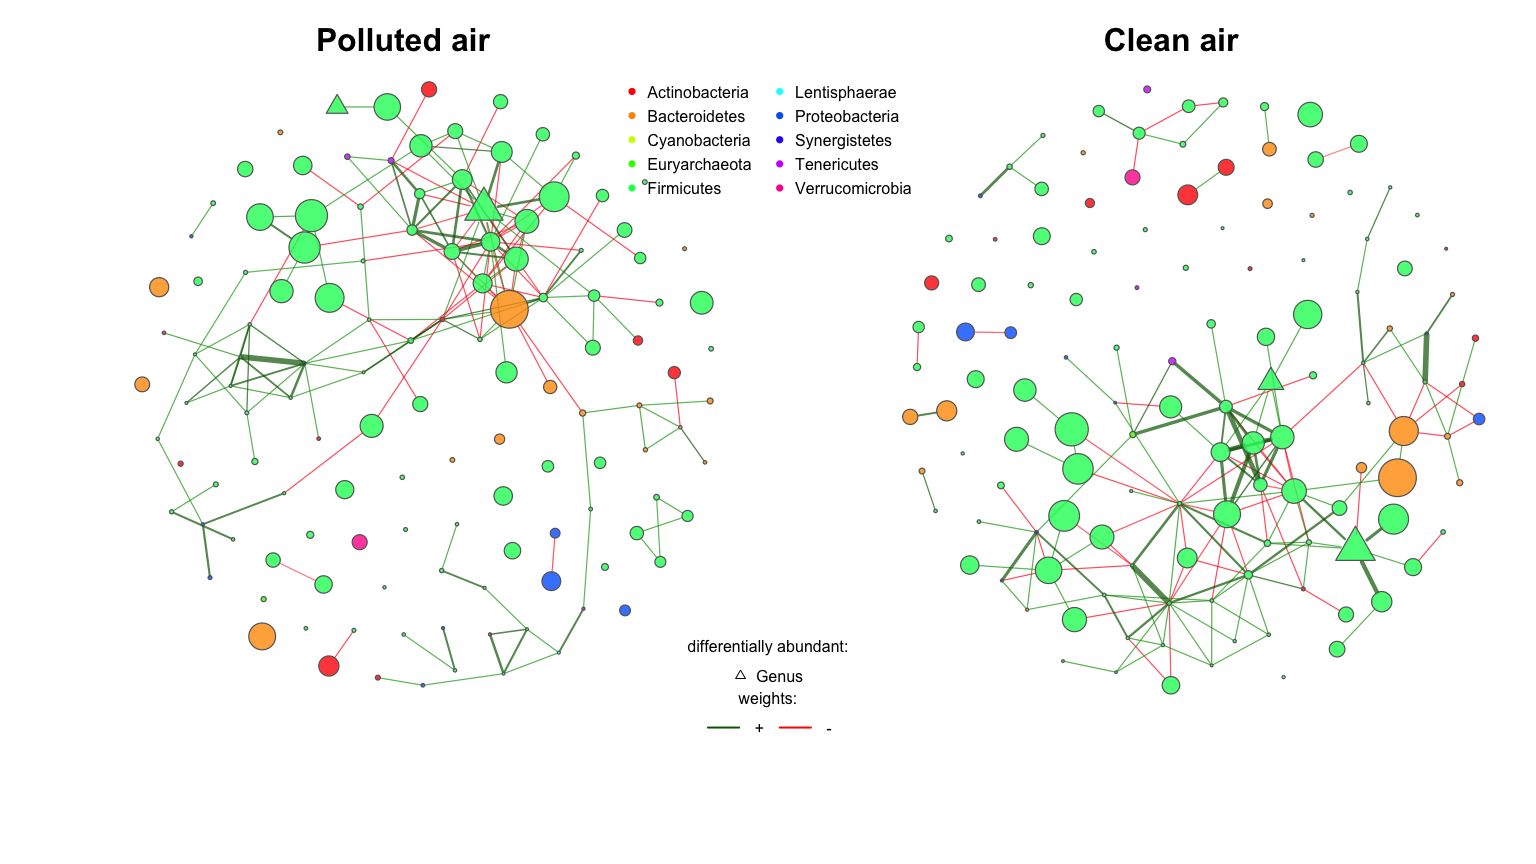 Polluted air
Clean air
Actinobacteria
Bacteroidetes
Cyanobacteria
Euryarchaeota
Firmicutes
Lentisphaerae
Proteobacteria
Synergistetes
Tenericutes
Verrucomicrobia
differentially abundant:
Genus
weights:
+ -